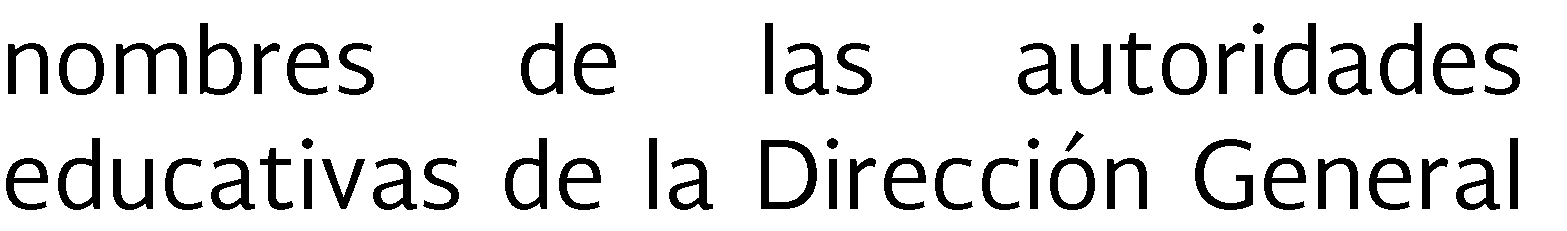 nombres de las autoridades
educativas de la Dirección General